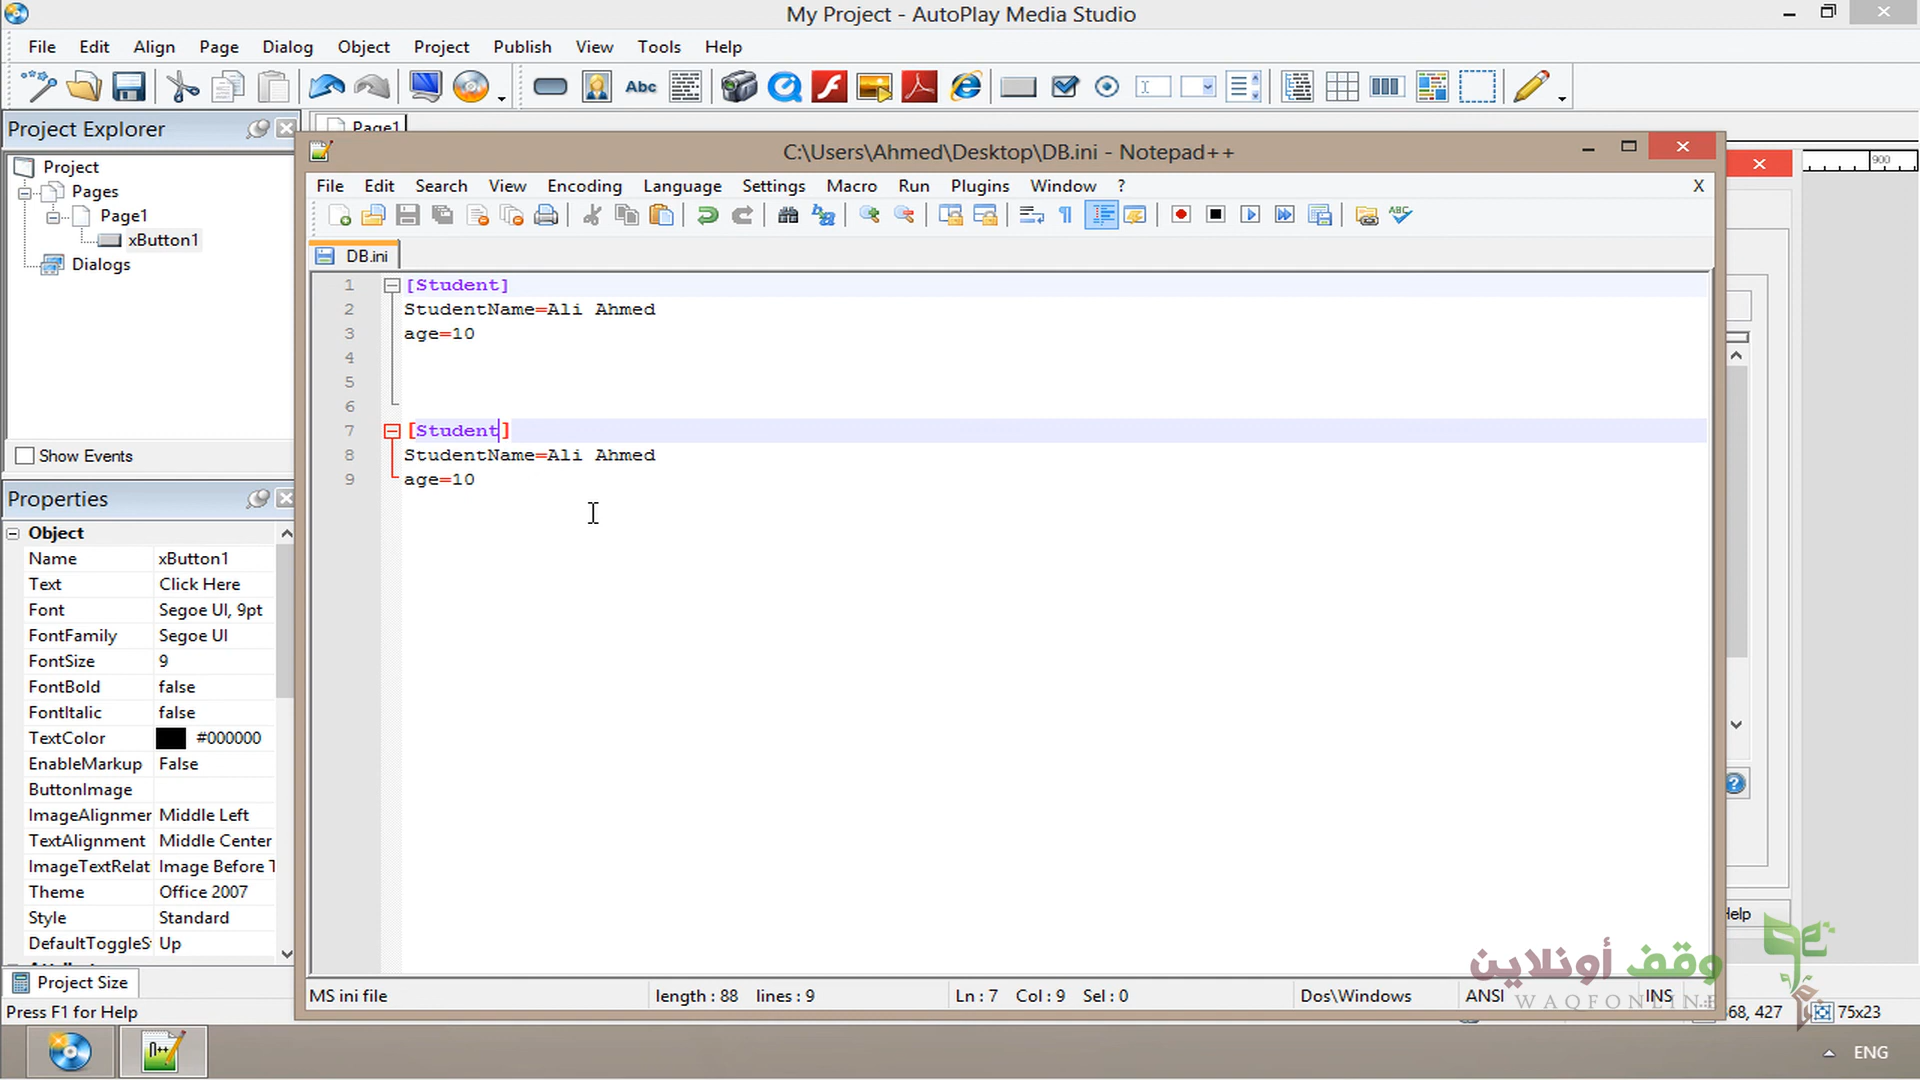 My Project - AutoPlay Media Studio
File Edit Align Page Dialog Object Project Publish View Tools Help
Abc
Project Explorer
Page1
900
Project
Pages
Page1
xButton1
Dialogs
Show Events
Properties
Object
Name xButton1
Text Click Here
Font Segoe UI, 9pt
FontFamily Segoe UI
FontSize 9
FontBold false
FontItalic false
TextColor #000000
EnableMarkup False
ButtonImage
ImageAlignmer Middle Left
TextAlignment Middle Center
ImageTextRelat Image Before T
Theme Office 2007
Style Standard
DefaultToggleS Up
Project Size
Press F1 for Help
C:\Users\Ahmed\Desktop\DB.ini - Notepad++
File Edit Search View Encoding Language Settings Macro Run Plugins Window ? X
ABC
DB.ini
1 [Student]
2 StudentName=Ali Ahmed
3 age=10
4
5
6
7 [Student]
8 StudentName=Ali Ahmed
9 age=10
MS ini file length : 88 lines : 9 Ln : 7 Col : 9 Sel : 0 Dos\Windows ANSI INS
Help
وقف أونلاين
WAQFONLINE
68, 427 75x23
ENG